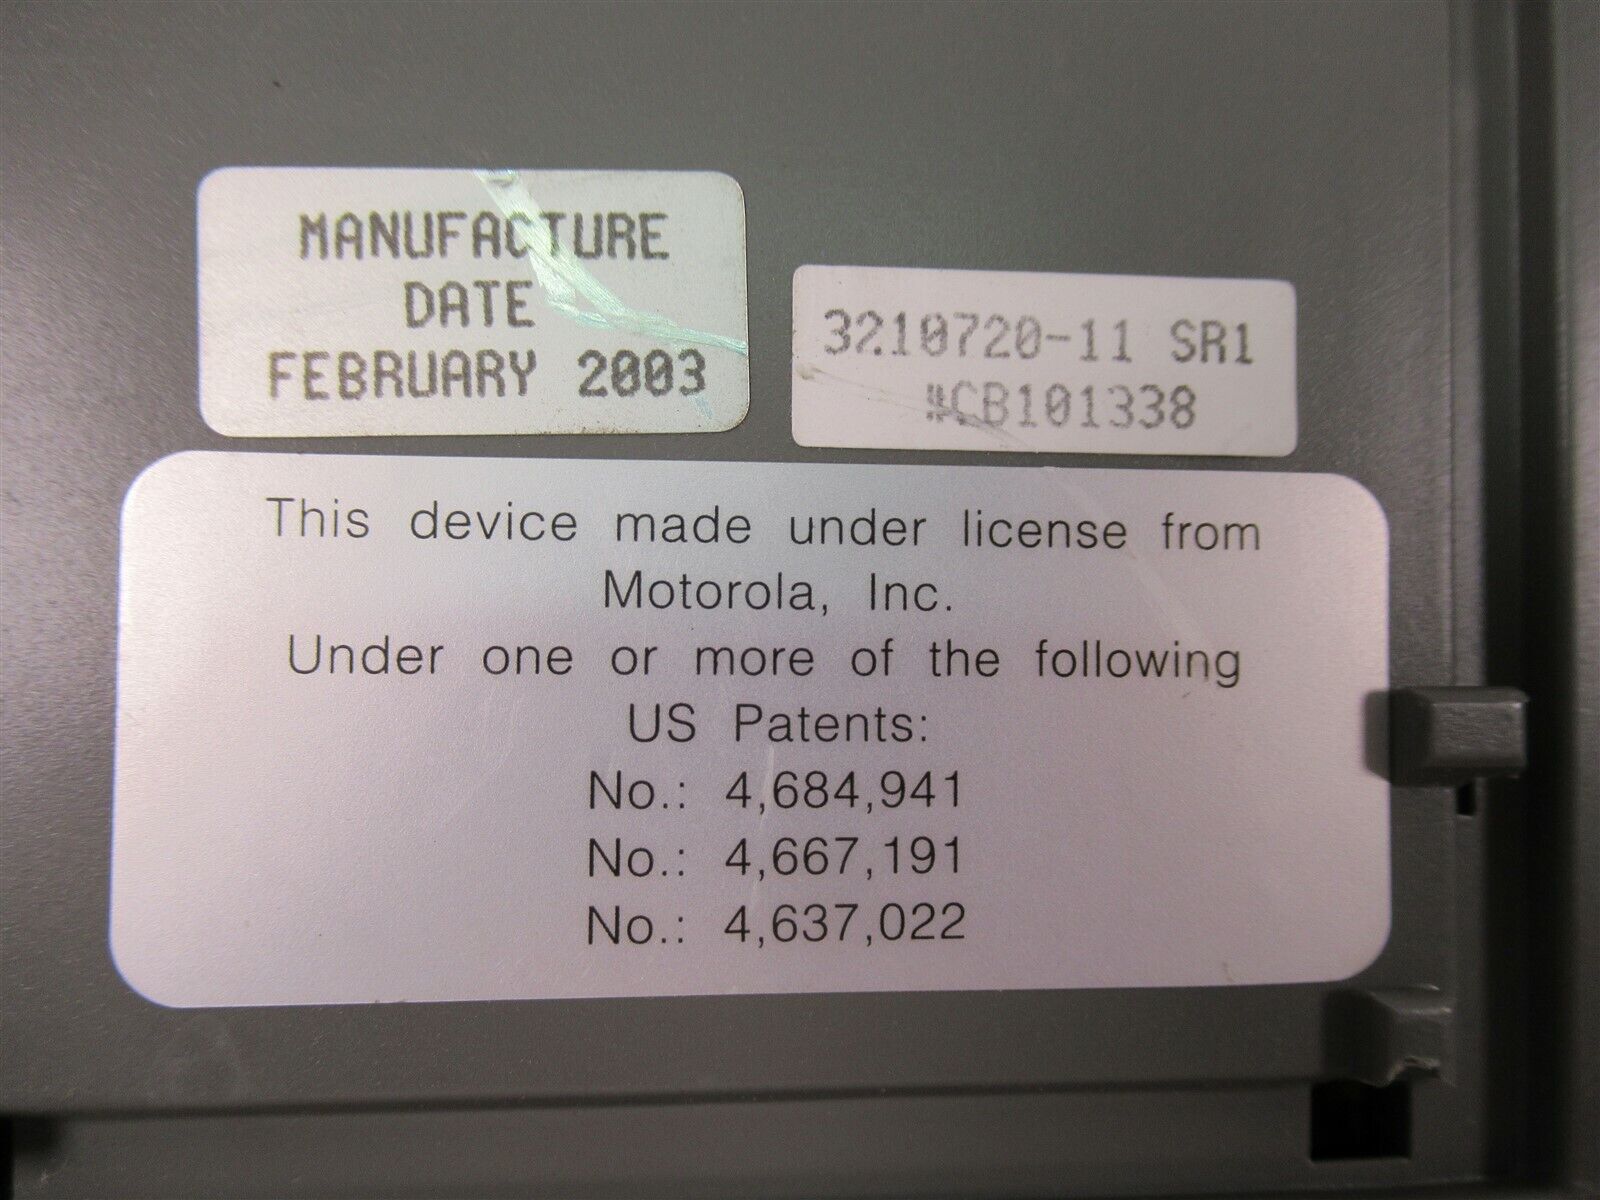 MANUFACTURE
DATE
FEBRUARY 2003
3210720-11 SR1
#CB101338
This device made under license from
Motorola, Inc.
Under one or more of the following
US Patents:
No.: 4,684,941
No.: 4,667,191
No.: 4,637,022